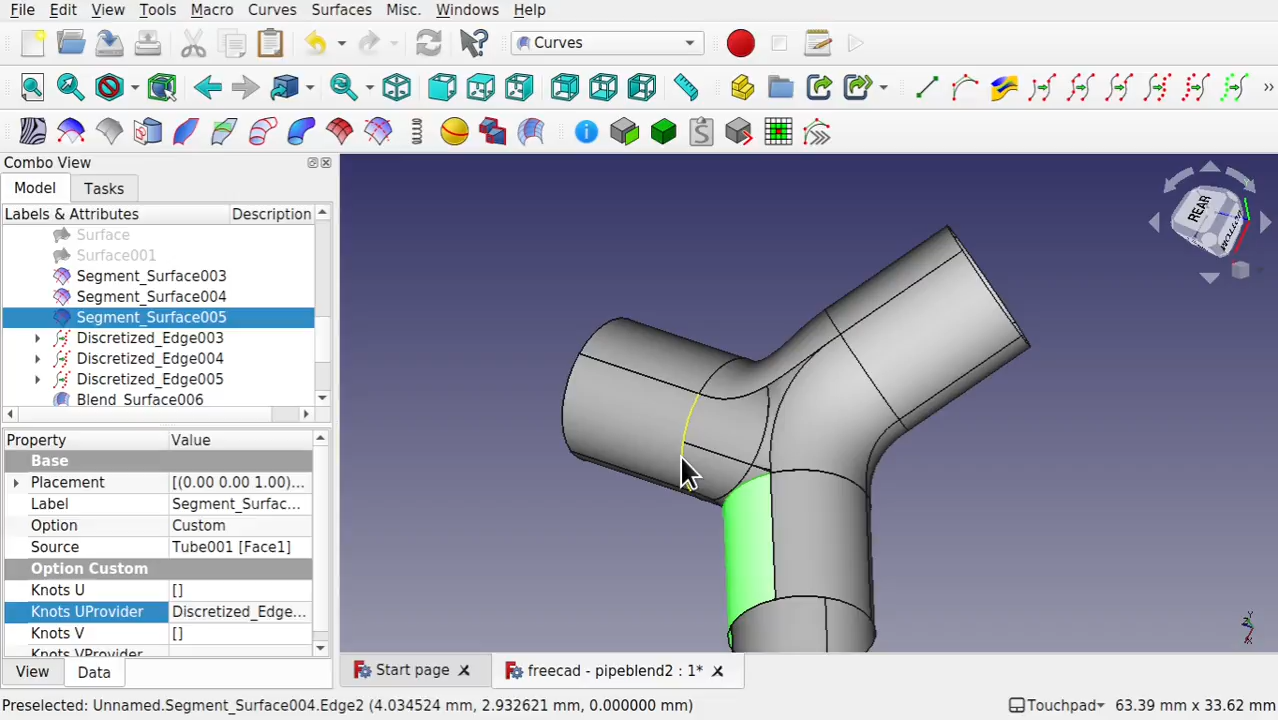 File Edit View Tools Macro Curves Surfaces Misc. Windows Help
Curves
Combo View
Model Tasks
Labels & Attributes Description
Surface
Surface001
Segment_Surface003
Segment_Surface004
Segment_Surface005
Discretized_Edge003
Discretized_Edge004
Discretized_Edge005
Blend_Surface006
Property Value
Base
Placement [(0.00 0.00 1.00)...
Label Segment_Surfac...
Option Custom
Source Tube001 [Face1]
Option Custom
Knots U []
Knots UProvider Discretized_Edge...
Knots V []
Knots VProvider
View Data
REAR
BOTTOM
Start page freecad - pipeblend2 : 1*
Preselected: Unnamed.Segment_Surface004.Edge2 (4.034524 mm, 2.932621 mm, 0.000000 mm) Touchpad 63.39 mm x 33.62 mm